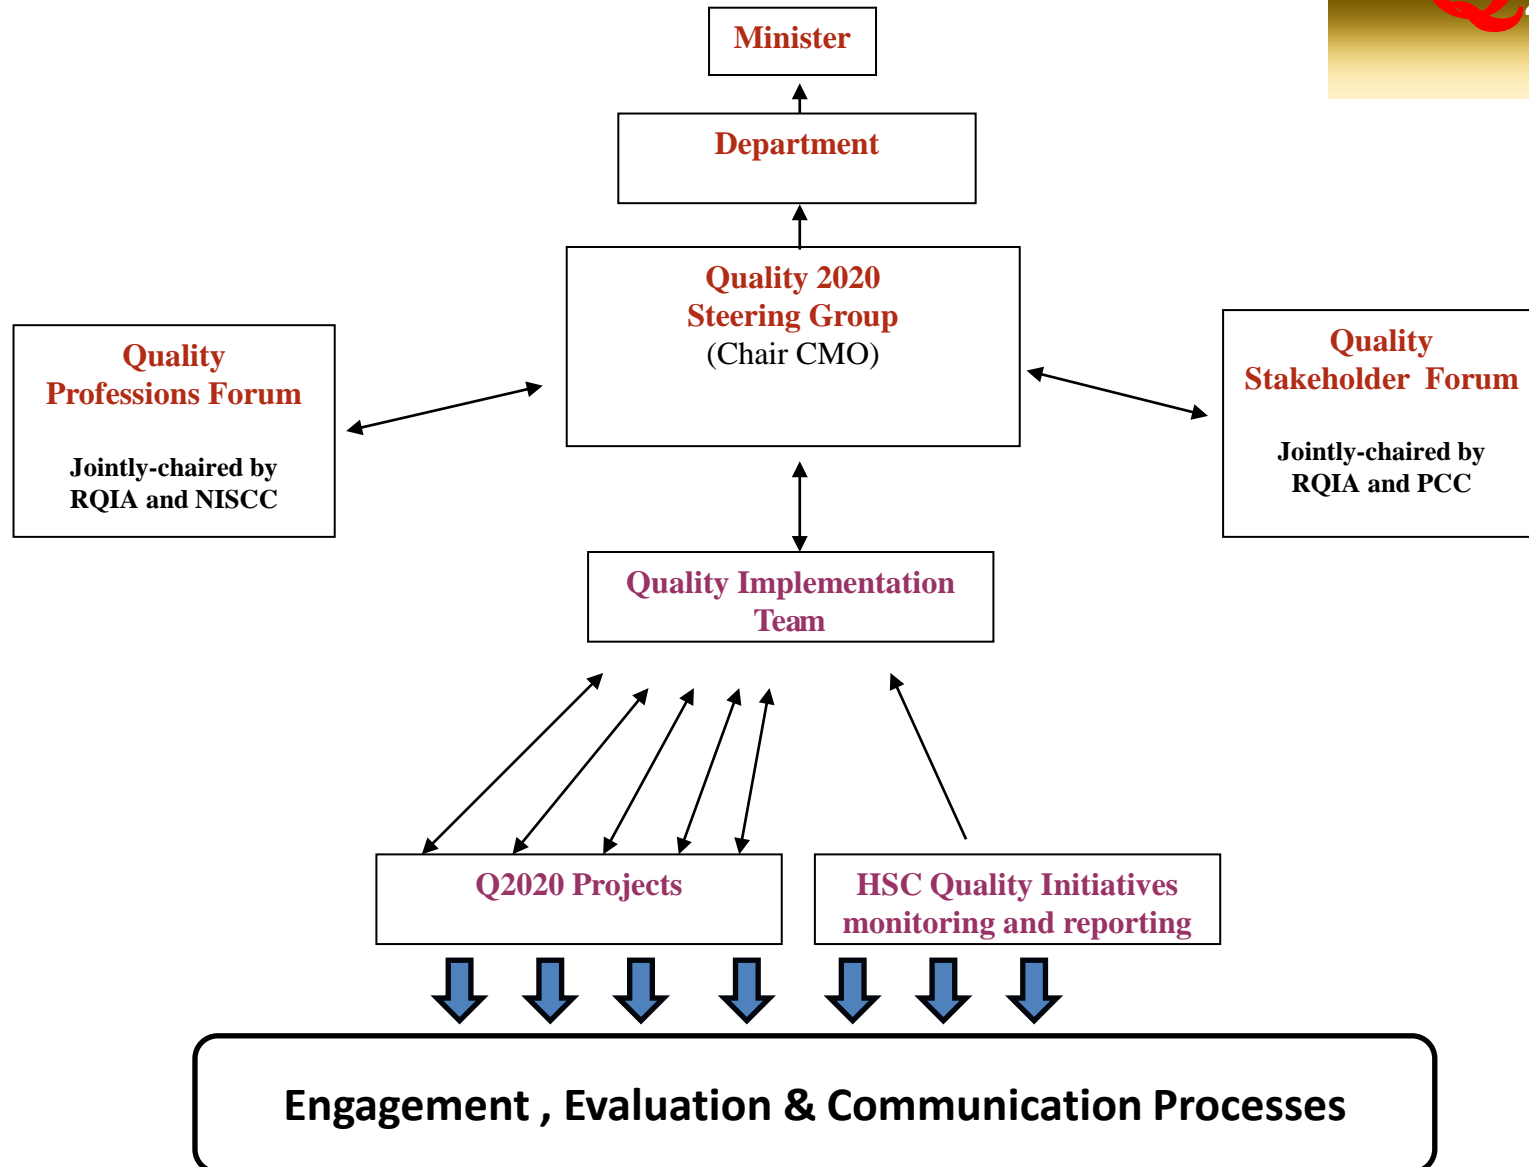 Minister
Department
Quality 2020
Steering Group
(Chair CMO)
Quality
Professions Forum
Jointly-chaired by
RQIA and NISCC
Quality
Stakeholder Forum
Jointly-chaired by
RQIA and PCC
Quality Implementation
Team
Q2020 Projects
HSC Quality Initiatives
monitoring and reporting
Engagement , Evaluation & Communication Processes